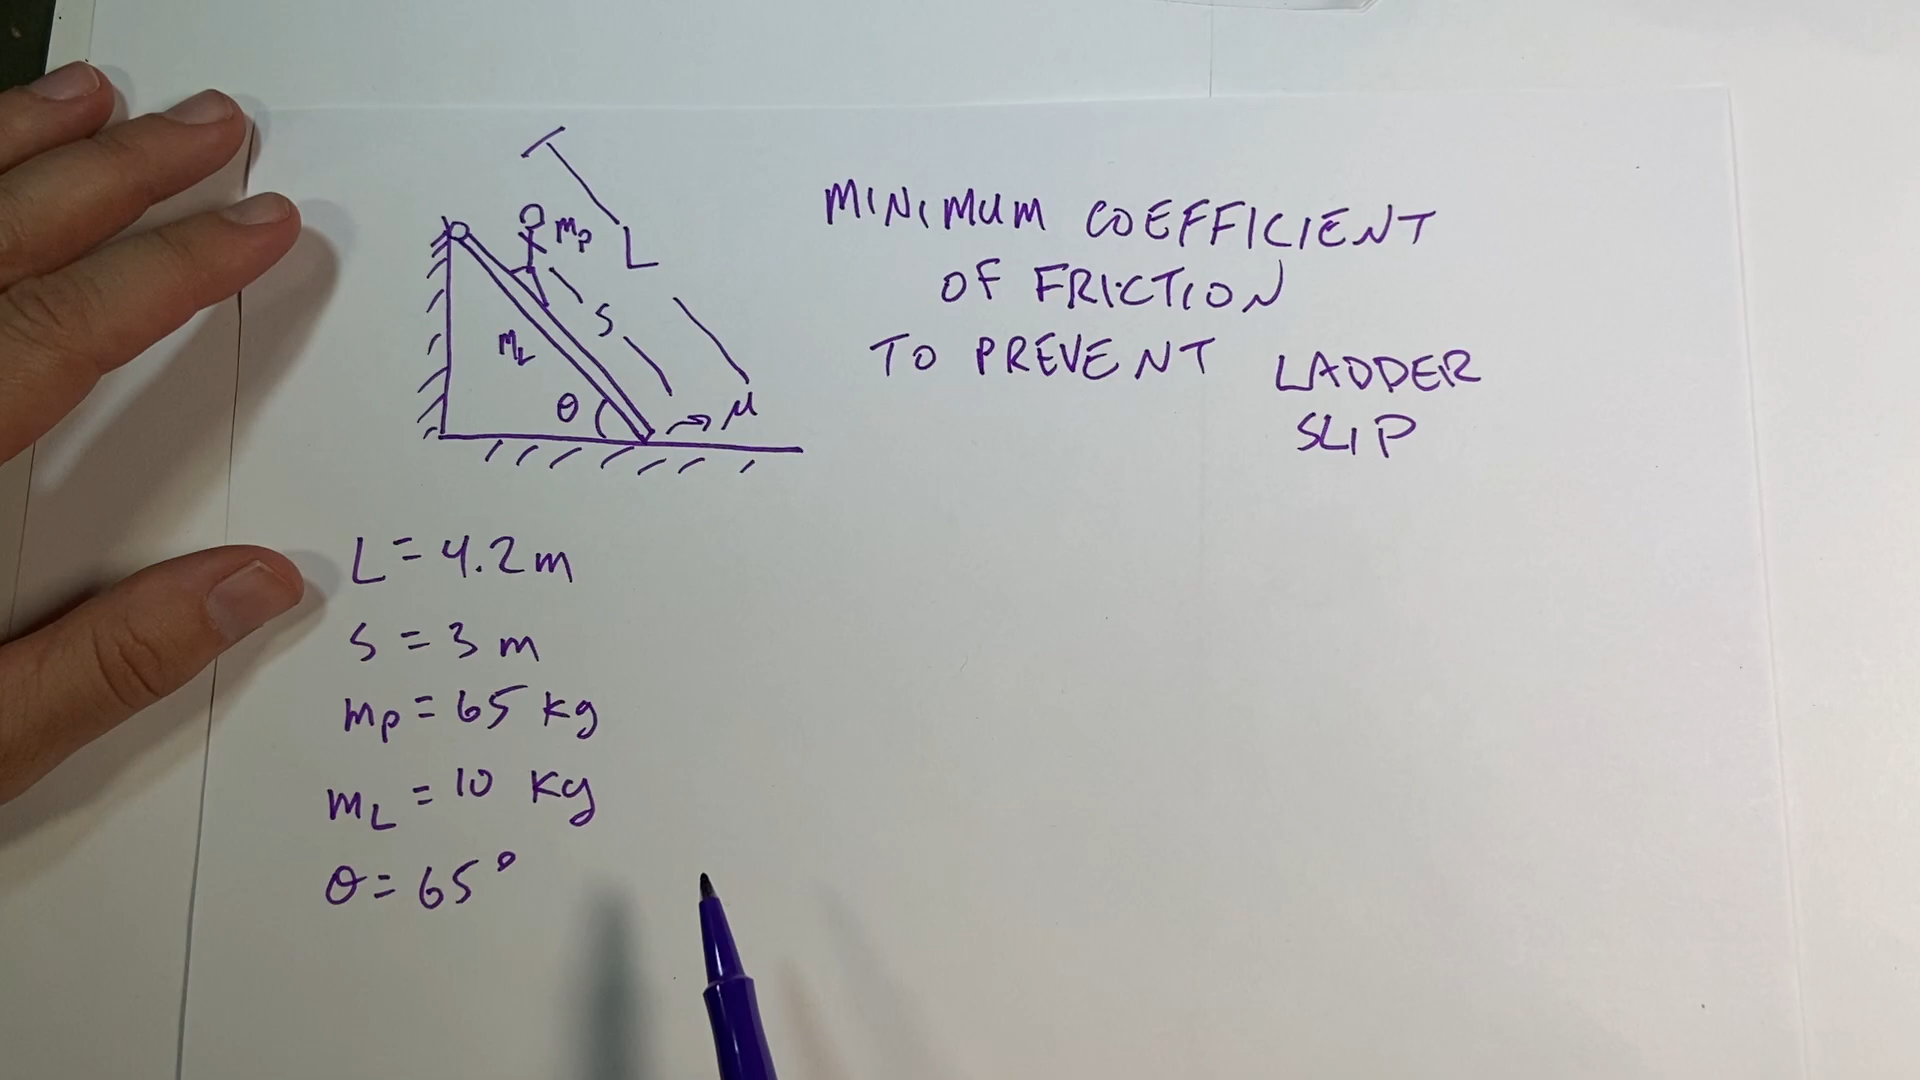 MINIMUM COEFFICIENT
OF FRICTION
TO PREVENT LADDER
SLIP
mp
L
S
mL
θ
μ
L = 4.2 m
S = 3 m
mp = 65 kg
mL = 10 Kg
θ = 65°